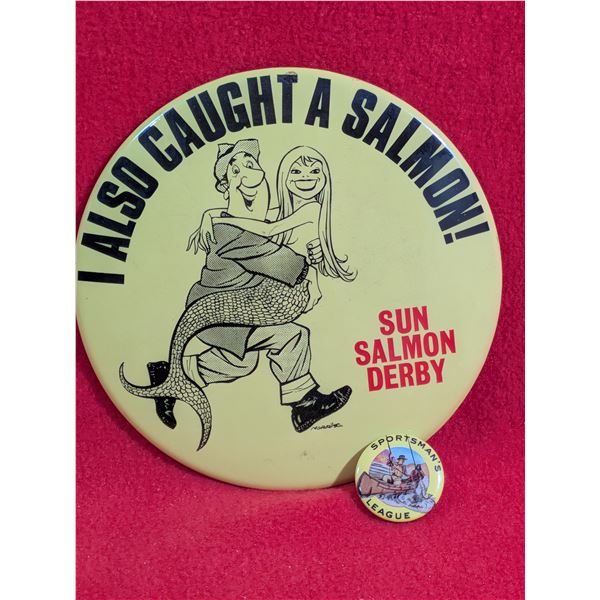 I ALSO CAUGHT A SALMON!
SUN
SALMON
DERBY
SPORTSMAN'S
LEAGUE